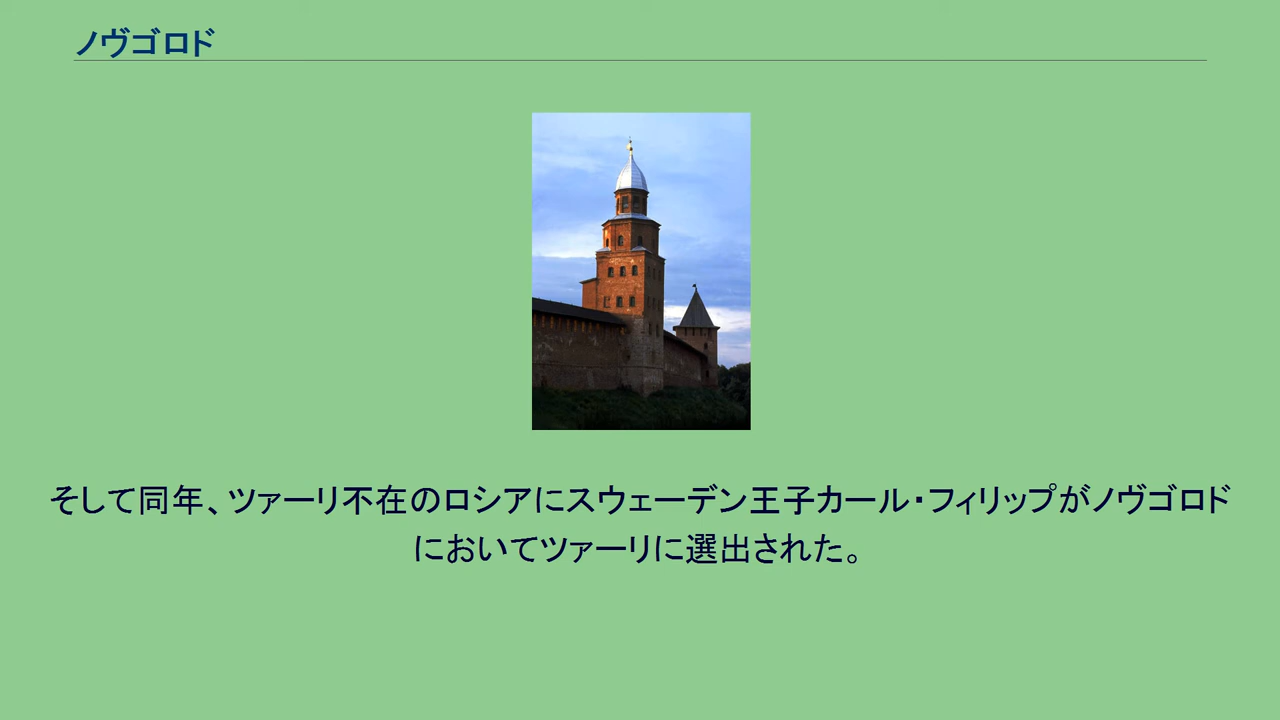 ノヴゴロド
そして同年、ツァーリ不在のロシアにスウェーデン王子カール・フィリップがノヴゴロド
においてツァーリに選出された。